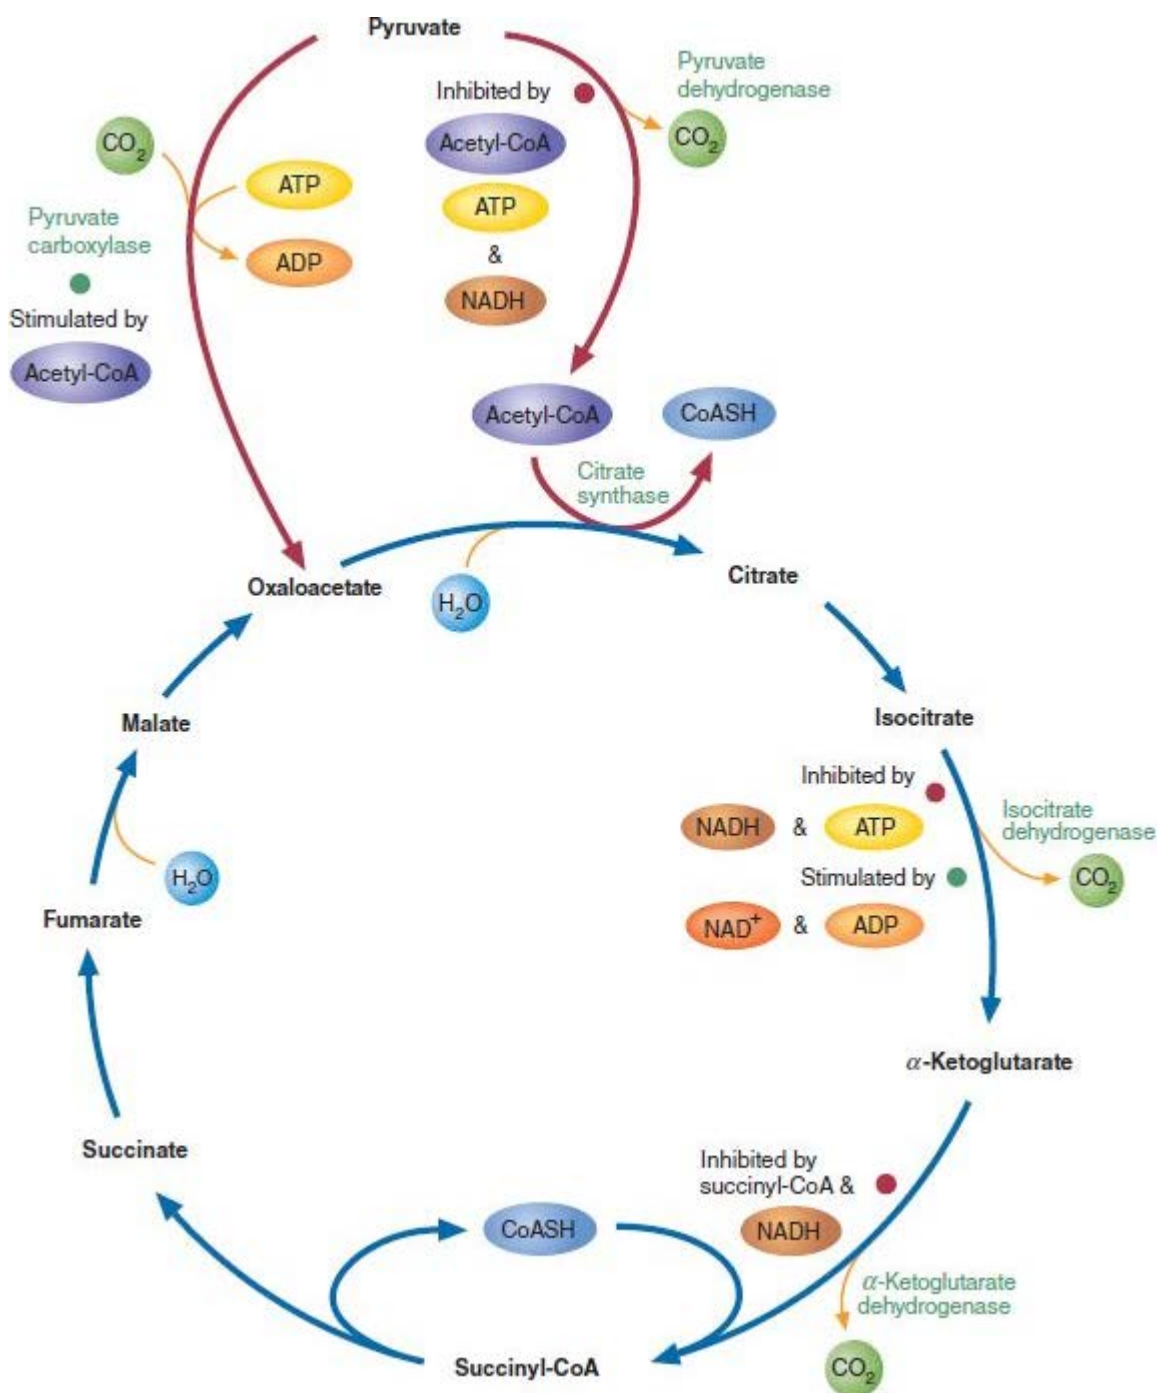 Pyruvate
Inhibited by
Acetyl-CoA
ATP
&
NADH
Pyruvate
dehydrogenase
CO₂
CO₂
ATP
ADP
Pyruvate
carboxylase
Stimulated by
Acetyl-CoA
Acetyl-CoA
CoASH
Citrate
synthase
Oxaloacetate
H₂O
Citrate
Malate
Isocitrate
Inhibited by
NADH & ATP
Stimulated by
NAD⁺ & ADP
Isocitrate
dehydrogenase
CO₂
H₂O
Fumarate
α-Ketoglutarate
Succinate
Inhibited by
succinyl-CoA &
NADH
CoASH
α-Ketoglutarate
dehydrogenase
CO₂
Succinyl-CoA